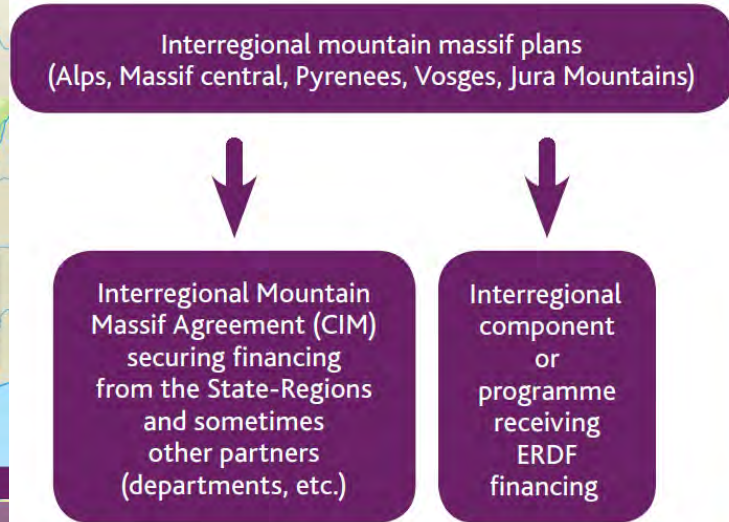 Interregional mountain massif plans
(Alps, Massif central, Pyrenees, Vosges, Jura Mountains)
Interregional Mountain
Massif Agreement (CIM)
securing financing
from the State-Regions
and sometimes
other partners
(departments, etc.)
Interregional
component
or
programme
receiving
ERDF
financing